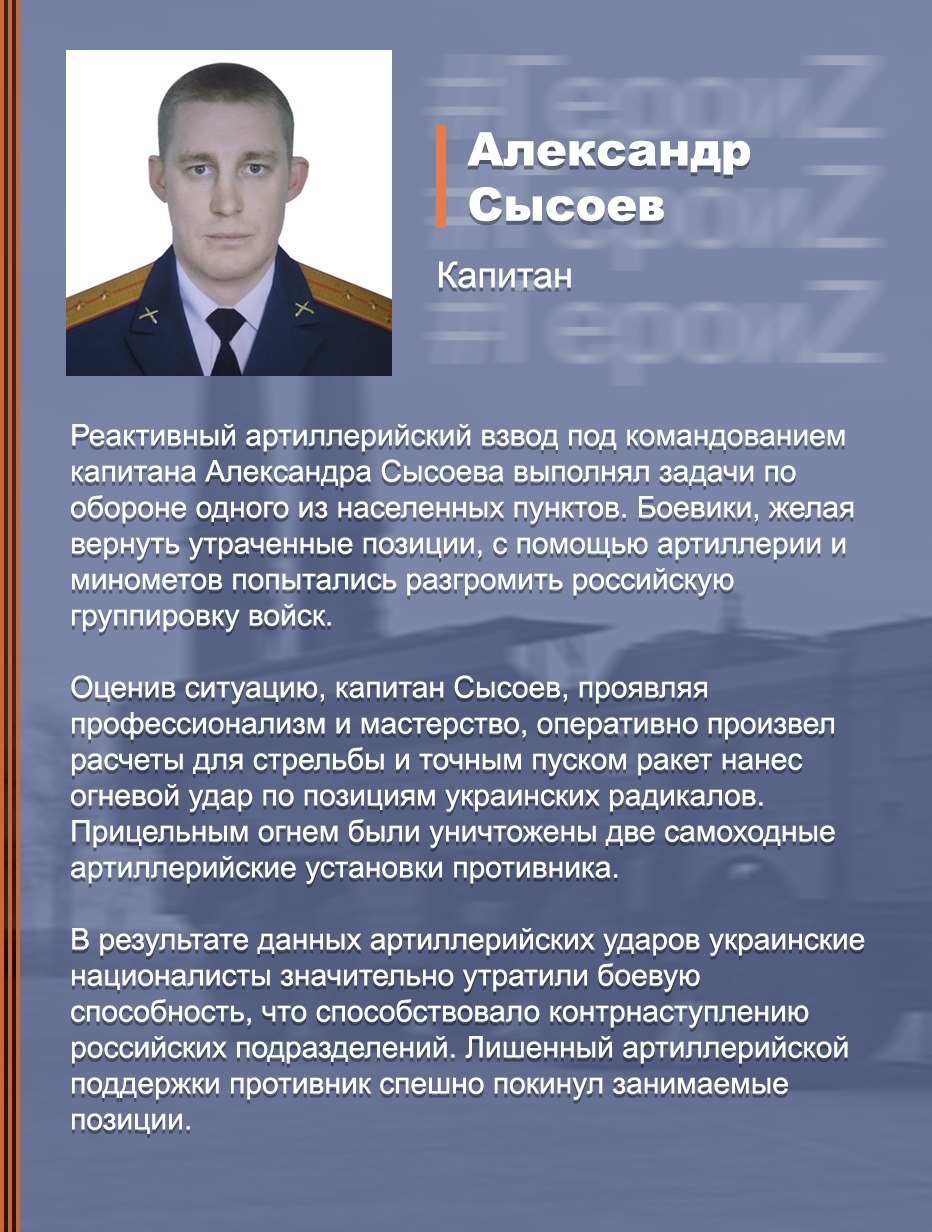 #ГероиZ
Александр
#ГероиZ
Сысоев
Капитан
#ГероиZ
Реактивный артиллерийский взвод под командованием
капитана Александра Сысоева выполнял задачи по
обороне одного из населенных пунктов. Боевики, желая
вернуть утраченные позиции, с помощью артиллерии и
минометов попытались разгромить российскую
группировку войск.
Оценив ситуацию, капитан Сысоев, проявляя
профессионализм и мастерство, оперативно произвел
расчеты для стрельбы и точным пуском ракет нанес
огневой удар по позициям украинских радикалов.
Прицельным огнем были уничтожены две самоходные
артиллерийские установки противника.
В результате данных артиллерийских ударов украинские
националисты значительно утратили боевую
способность, что способствовало контрнаступлению
российских подразделений. Лишенный артиллерийской
поддержки противник спешно покинул занимаемые
позиции.